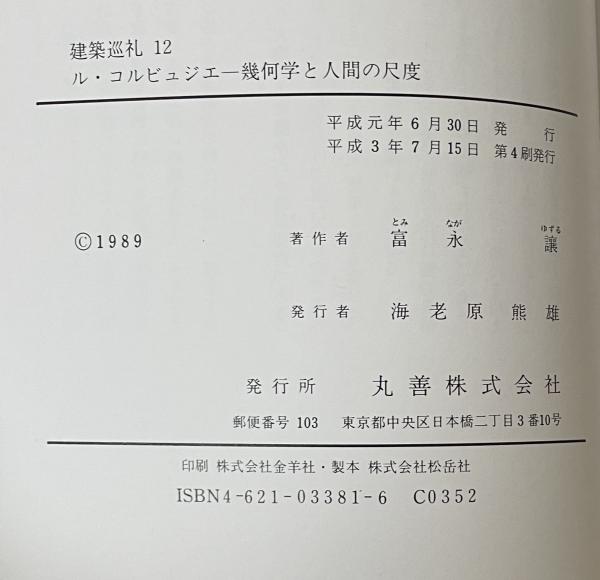 建築巡礼 12
ル・コルビュジエ—幾何学と人間の尺度
平成元年6月30日 発 行
平成3年7月15日 第4刷発行
とみ なが ゆずる
©1989 著作者 富 永 讓
発行者 海老原 熊雄
発行所 丸善株式会社
郵便番号 103 東京都中央区日本橋二丁目3番10号
印刷 株式会社金羊社・製本 株式会社松岳社
ISBN4-621-03381-6 C0352